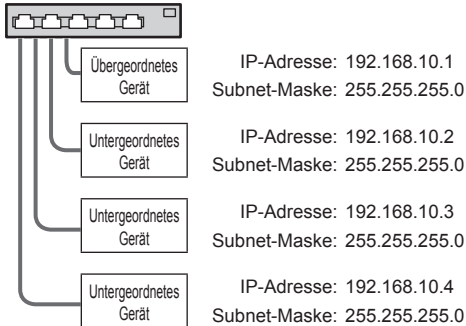 Übergeordnetes
Gerät
IP-Adresse: 192.168.10.1
Subnet-Maske: 255.255.255.0
Untergeordnetes
Gerät
IP-Adresse: 192.168.10.2
Subnet-Maske: 255.255.255.0
Untergeordnetes
Gerät
IP-Adresse: 192.168.10.3
Subnet-Maske: 255.255.255.0
Untergeordnetes
Gerät
IP-Adresse: 192.168.10.4
Subnet-Maske: 255.255.255.0